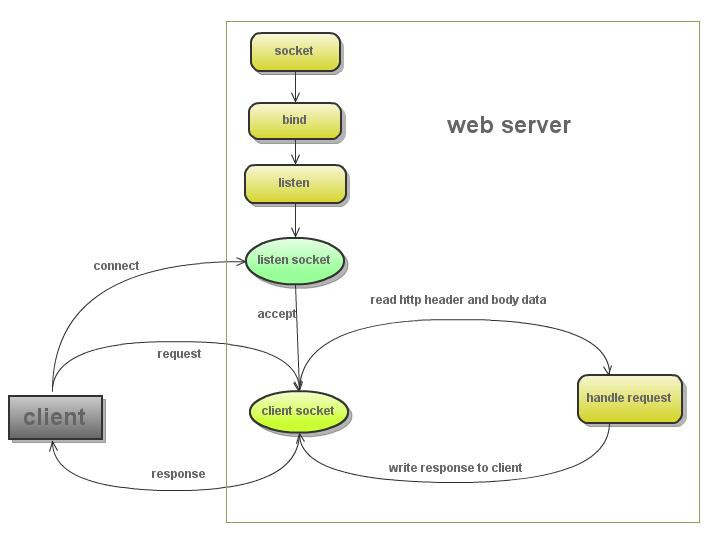 socket
bind
web server
listen
listen socket
connect
read http header and body data
accept
request
handle request
client
client socket
response
write response to client